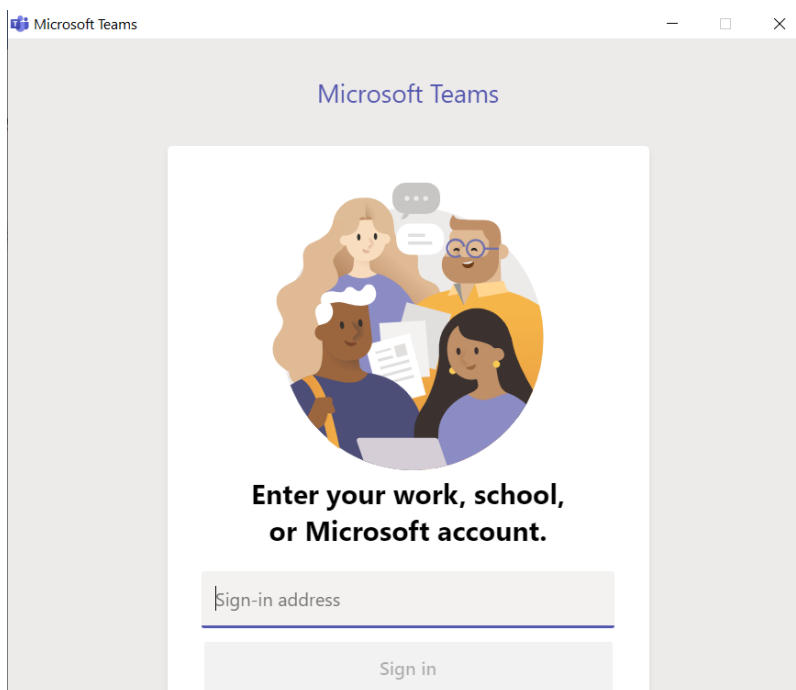 Microsoft Teams
Microsoft Teams
Enter your work, school,
or Microsoft account.
Sign-in address
Sign in